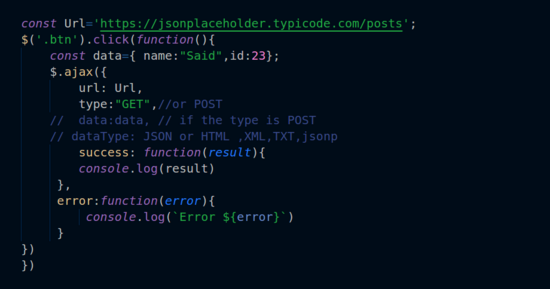 const Url='https://jsonplaceholder.typicode.com/posts';
$('.btn').click(function(){
    const data={ name:"Said",id:23};
    $.ajax({
        url: Url,
        type:"GET",//or POST
    //  data:data, // if the type is POST
    // dataType: JSON or HTML ,XML,TXT,jsonp
        success: function(result){
        console.log(result)
     },
     error:function(error){
         console.log(`Error ${error}`)
     }
})
})